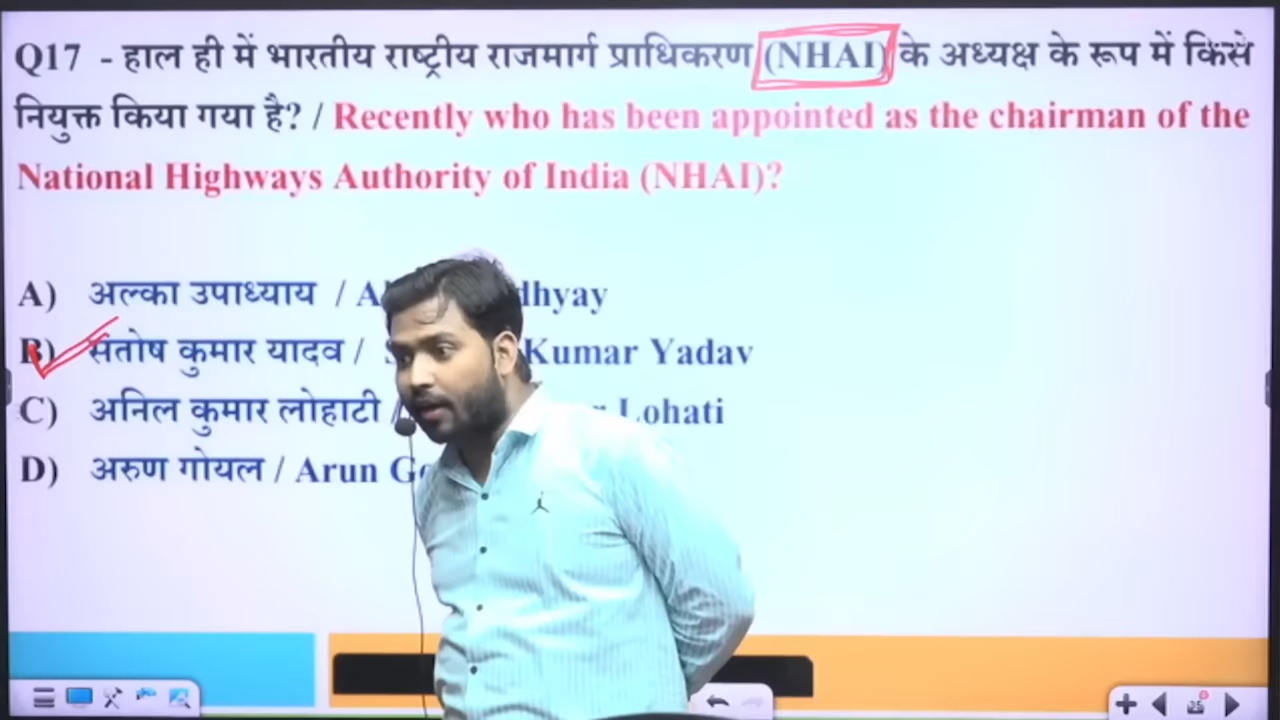 Q17 - हाल ही में भारतीय राष्ट्रीय राजमार्ग प्राधिकरण (NHAI) के अध्यक्ष के रूप में किसे
नियुक्त किया गया है? / Recently who has been appointed as the chairman of the
National Highways Authority of India (NHAI)?
A) अल्का उपाध्याय /
B) संतोष कुमार यादव / Kumar Yadav
C) अनिल कुमार लोहाटी / Lohati
D) अरुण गोयल / Arun
25